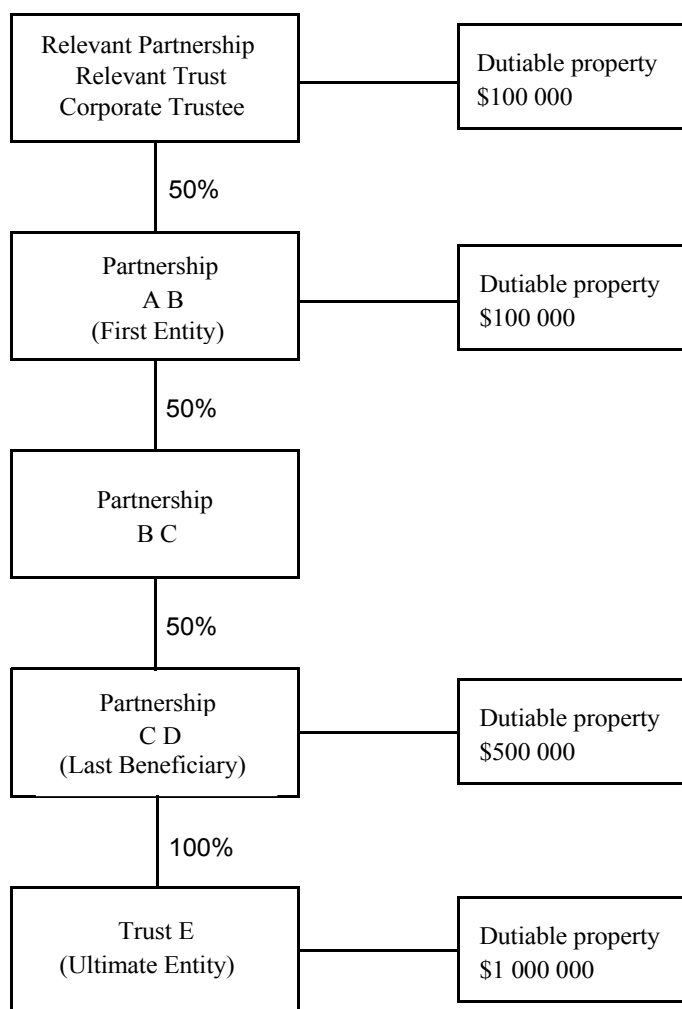 Relevant Partnership
Relevant Trust
Corporate Trustee
Dutiable property
$100 000
50%
Partnership
A B
(First Entity)
Dutiable property
$100 000
50%
Partnership
B C
50%
Partnership
C D
(Last Beneficiary)
Dutiable property
$500 000
100%
Trust E
(Ultimate Entity)
Dutiable property
$1 000 000